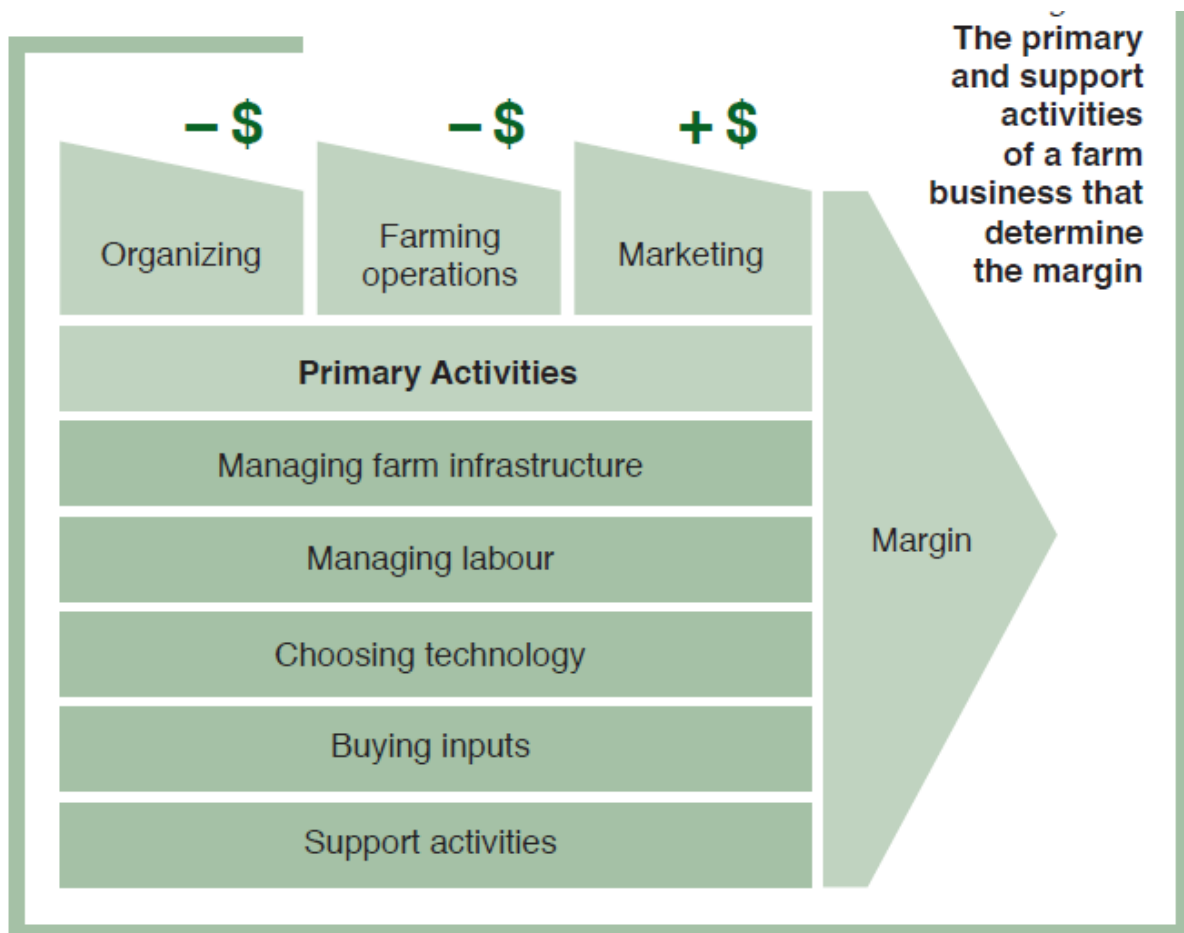 The primary
and support
activities
of a farm
business that
determine
the margin
– $
– $
+ $
Organizing
Farming
operations
Marketing
Primary Activities
Managing farm infrastructure
Managing labour
Choosing technology
Buying inputs
Support activities
Margin